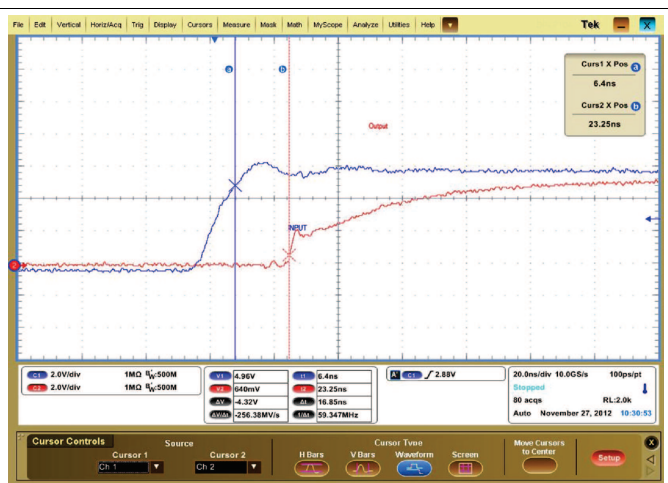 File Edit Vertical Horiz/Acq Trig Display Cursors Measure Mask Math MyScope Analyze Utilities Help Tek X
a b
Curs1 X Pos a
6.4ns
Curs2 X Pos b
23.25ns
Output
INPUT
C1 2.0V/div 1MΩ BW:500M
C2 2.0V/div 1MΩ BW:500M
V1 4.96V t1 6.4ns
V2 640mV t2 23.25ns
ΔV -4.32V Δt 16.85ns
ΔV/Δt -256.38MV/s 1/Δt 59.347MHz
A' C1 2.88V
20.0ns/div 10.0GS/s 100ps/pt
Stopped
80 acqs RL:2.0k
Auto November 27, 2012 10:30:53
Cursor Controls
Source
Cursor 1 Cursor 2
Ch 1 Ch 2
Cursor Type
H Bars V Bars Waveform Screen
Move Cursors
to Center
Setup
X